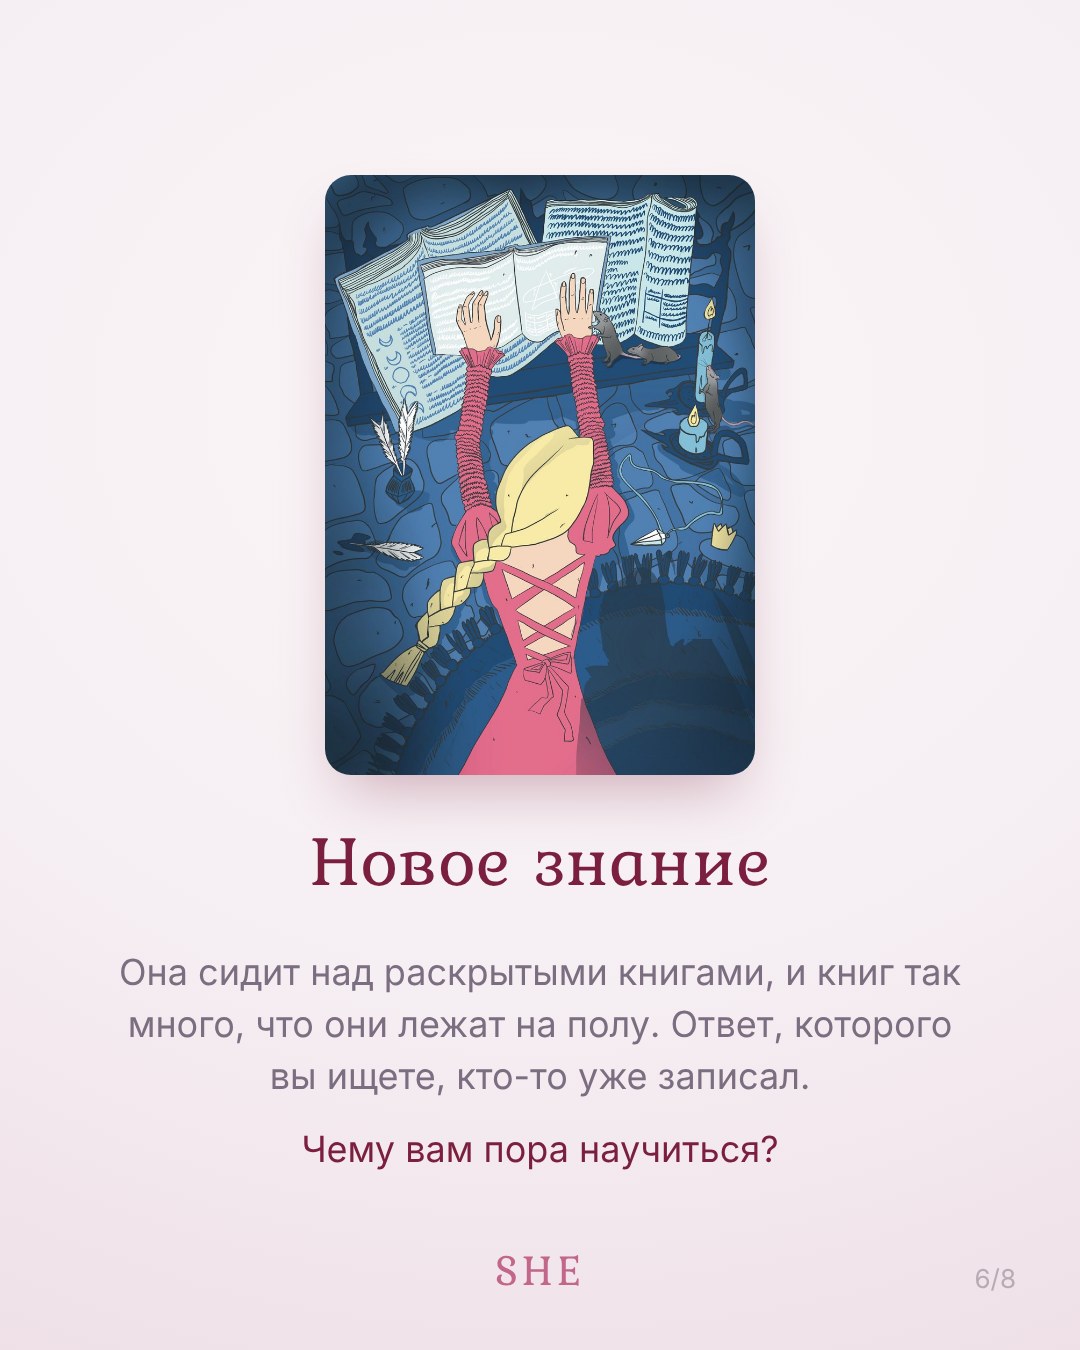 Новое знание
Она сидит над раскрытыми книгами, и книг так
много, что они лежат на полу. Ответ, которого
вы ищете, кто-то уже записал.
Чему вам пора научиться?
SHE
6/8